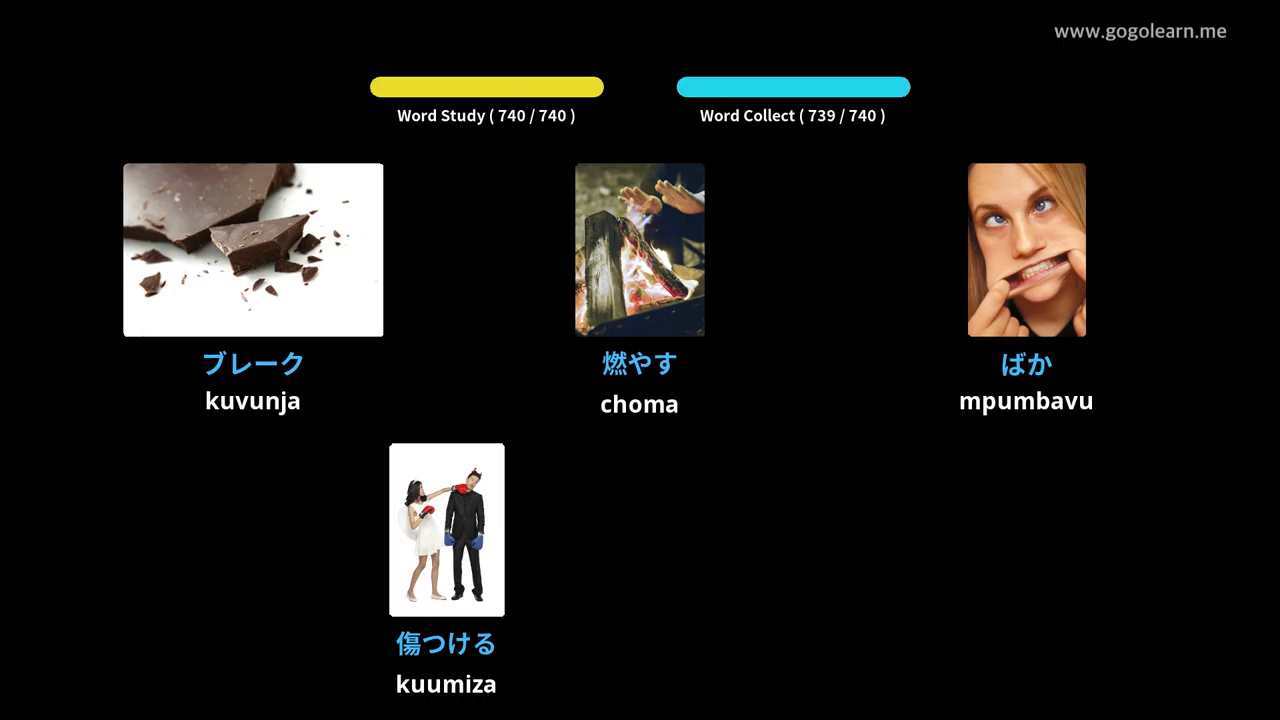 www.gogolearn.me
Word Study ( 740 / 740 )
Word Collect ( 739 / 740 )
ブレーク
kuvunja
燃やす
choma
ばか
mpumbavu
傷つける
kuumiza